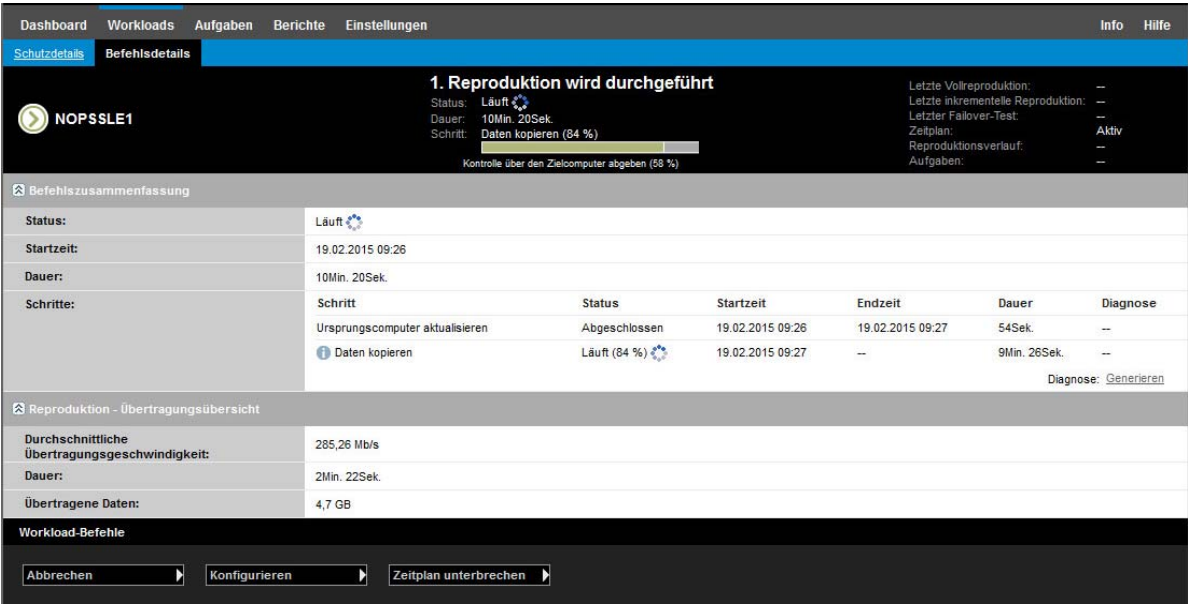 Dashboard Workloads Aufgaben Berichte Einstellungen Info Hilfe
Schutzdetails Befehlsdetails
NOPSSLE1
1. Reproduktion wird durchgeführt
Status: Läuft
Dauer: 10Min. 20Sek.
Schritt: Daten kopieren (84 %)
Kontrolle über den Zielcomputer abgeben (58 %)
Letzte Vollreproduktion: --
Letzte inkrementelle Reproduktion: --
Letzter Failover-Test: --
Zeitplan: Aktiv
Reproduktionsverlauf: --
Aufgaben: --
Befehlszusammenfassung
Status: Läuft
Startzeit: 19.02.2015 09:26
Dauer: 10Min. 20Sek.
Schritte: Schritt Status Startzeit Endzeit Dauer Diagnose
Ursprungscomputer aktualisieren Abgeschlossen 19.02.2015 09:26 19.02.2015 09:27 54Sek. --
Daten kopieren Läuft (84 %) 19.02.2015 09:27 -- 9Min. 26Sek. --
Diagnose: Generieren
Reproduktion - Übertragungsübersicht
Durchschnittliche
Übertragungsgeschwindigkeit: 285,26 Mb/s
Dauer: 2Min. 22Sek.
Übertragene Daten: 4,7 GB
Workload-Befehle
Abbrechen Konfigurieren Zeitplan unterbrechen